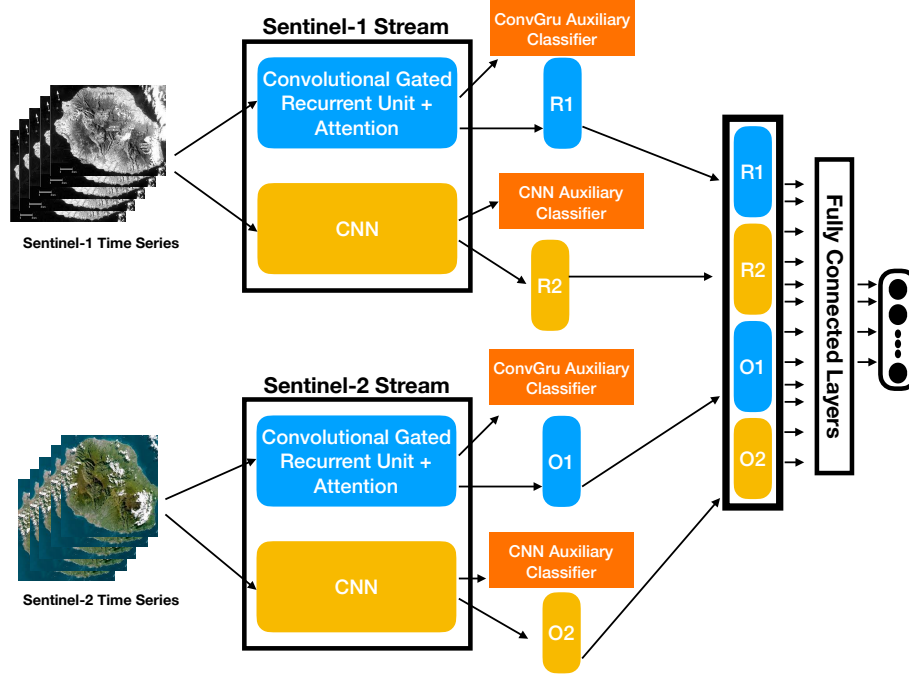 Sentinel-1 Stream
ConvGru Auxiliary
Classifier
Convolutional Gated
Recurrent Unit +
Attention
R1
CNN Auxiliary
Classifier
CNN
R2
Sentinel-1 Time Series
Sentinel-2 Stream
ConvGru Auxiliary
Classifier
Convolutional Gated
Recurrent Unit +
Attention
O1
CNN Auxiliary
Classifier
CNN
O2
Sentinel-2 Time Series
R1
R2
O1
O2
Fully Connected Layers